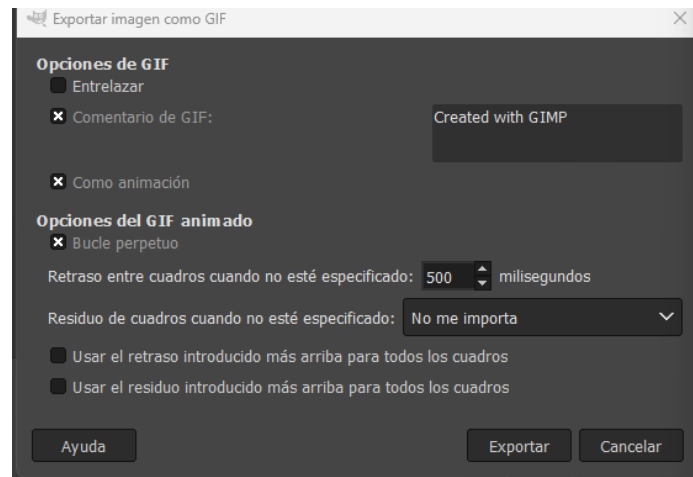 Exportar imagen como GIF
Opciones de GIF
Entrelazar
Comentario de GIF: Created with GIMP
Como animación
Opciones del GIF animado
Bucle perpetuo
Retraso entre cuadros cuando no esté especificado: 500 milisegundos
Residuo de cuadros cuando no esté especificado: No me importa
Usar el retraso introducido más arriba para todos los cuadros
Usar el residuo introducido más arriba para todos los cuadros
Ayuda Exportar Cancelar